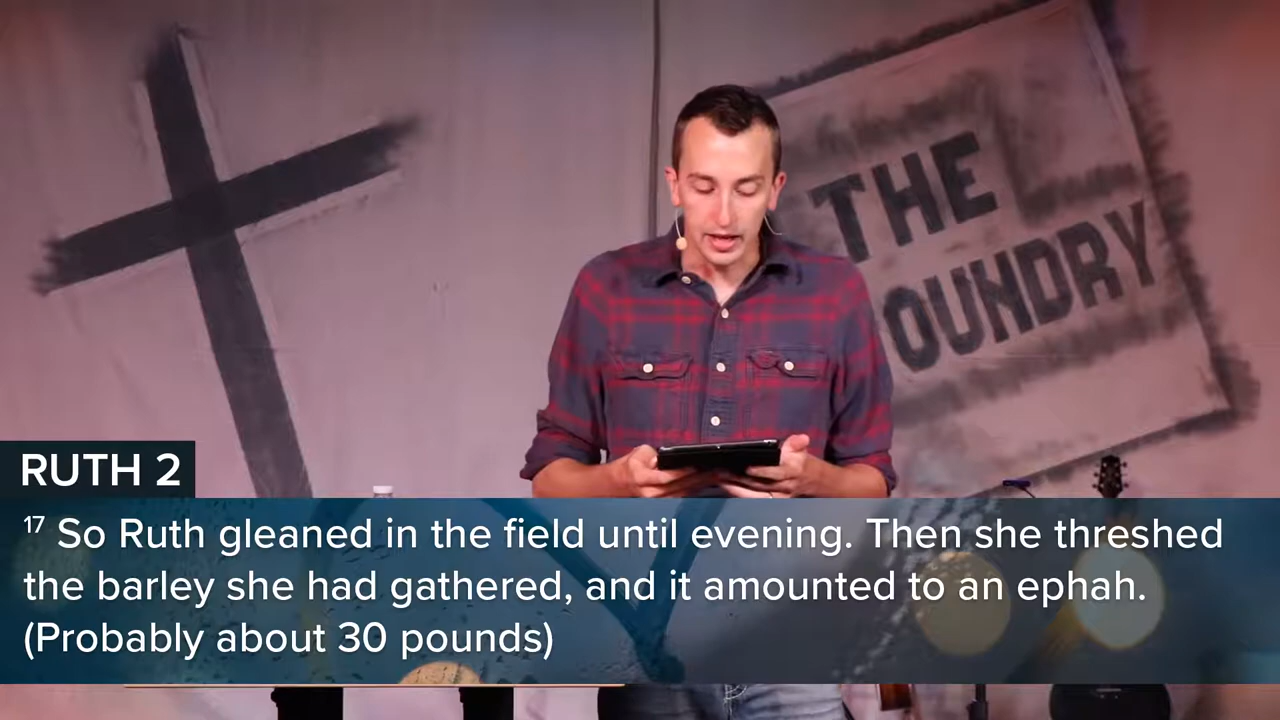 THE
OUNDRY
RUTH 2
17 So Ruth gleaned in the field until evening. Then she threshed
the barley she had gathered, and it amounted to an ephah.
(Probably about 30 pounds)